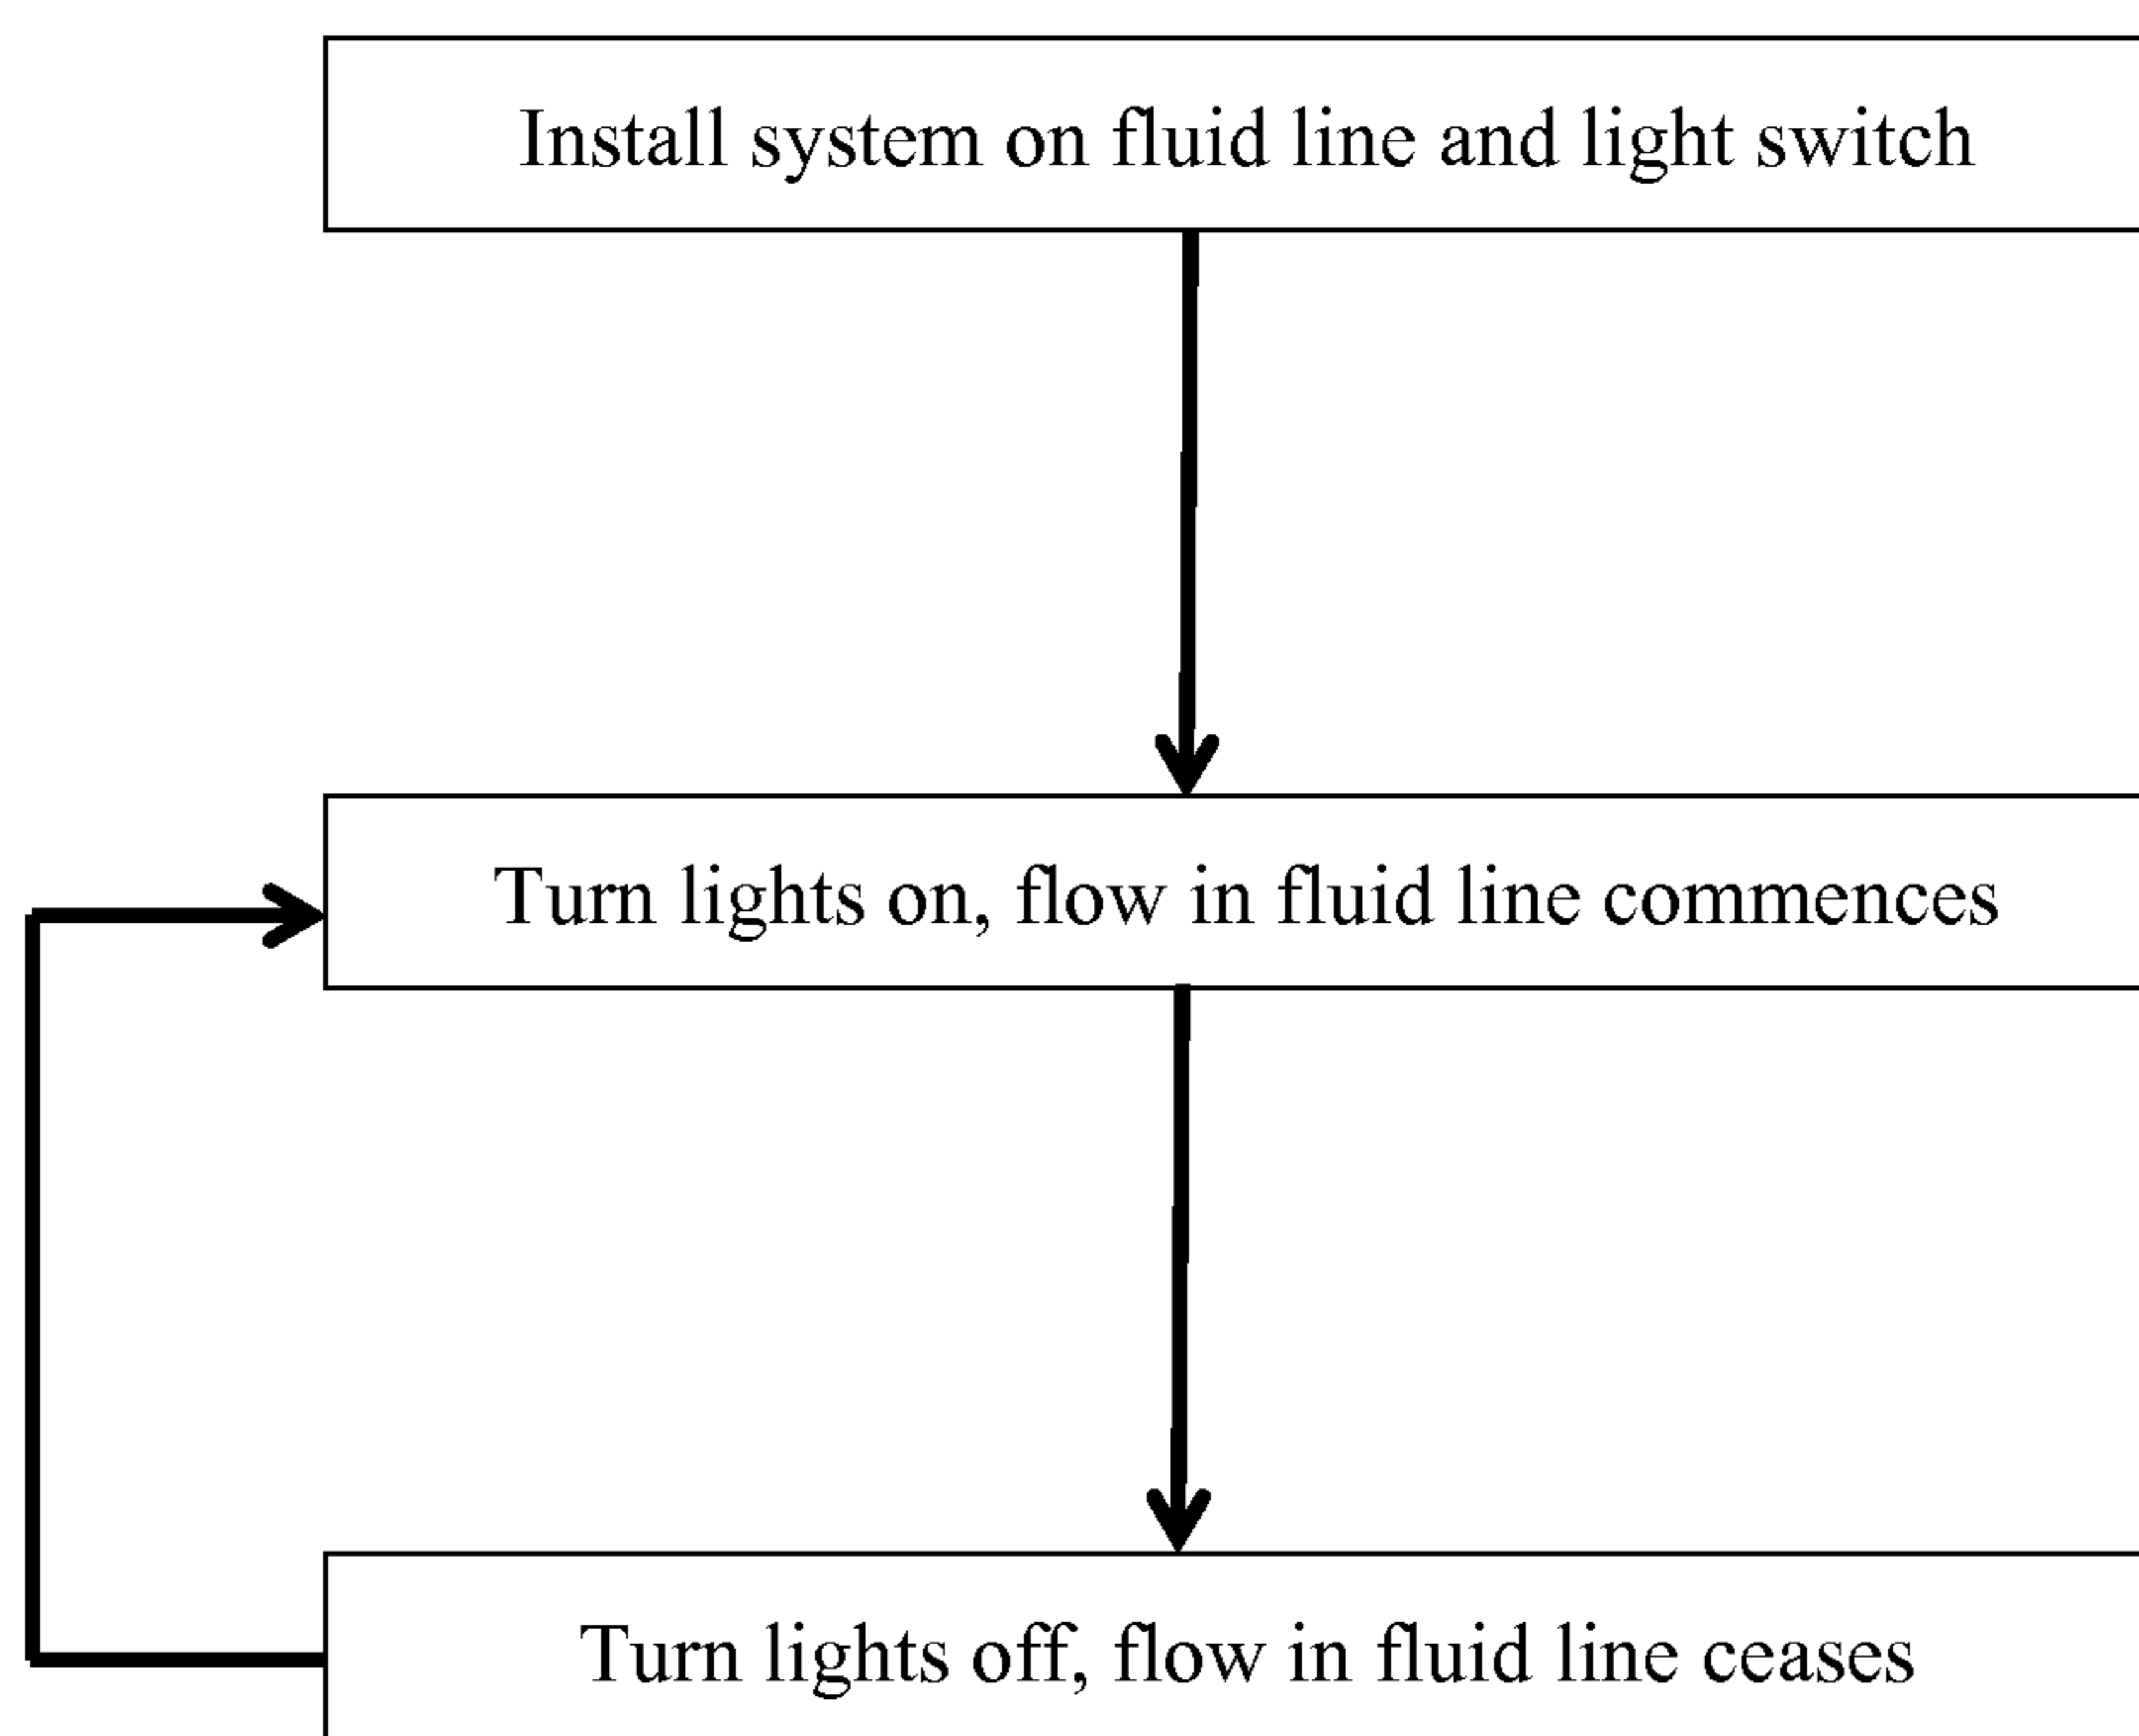 Install system on fluid line and light switch
Turn lights on, flow in fluid line commences
Turn lights off, flow in fluid line ceases